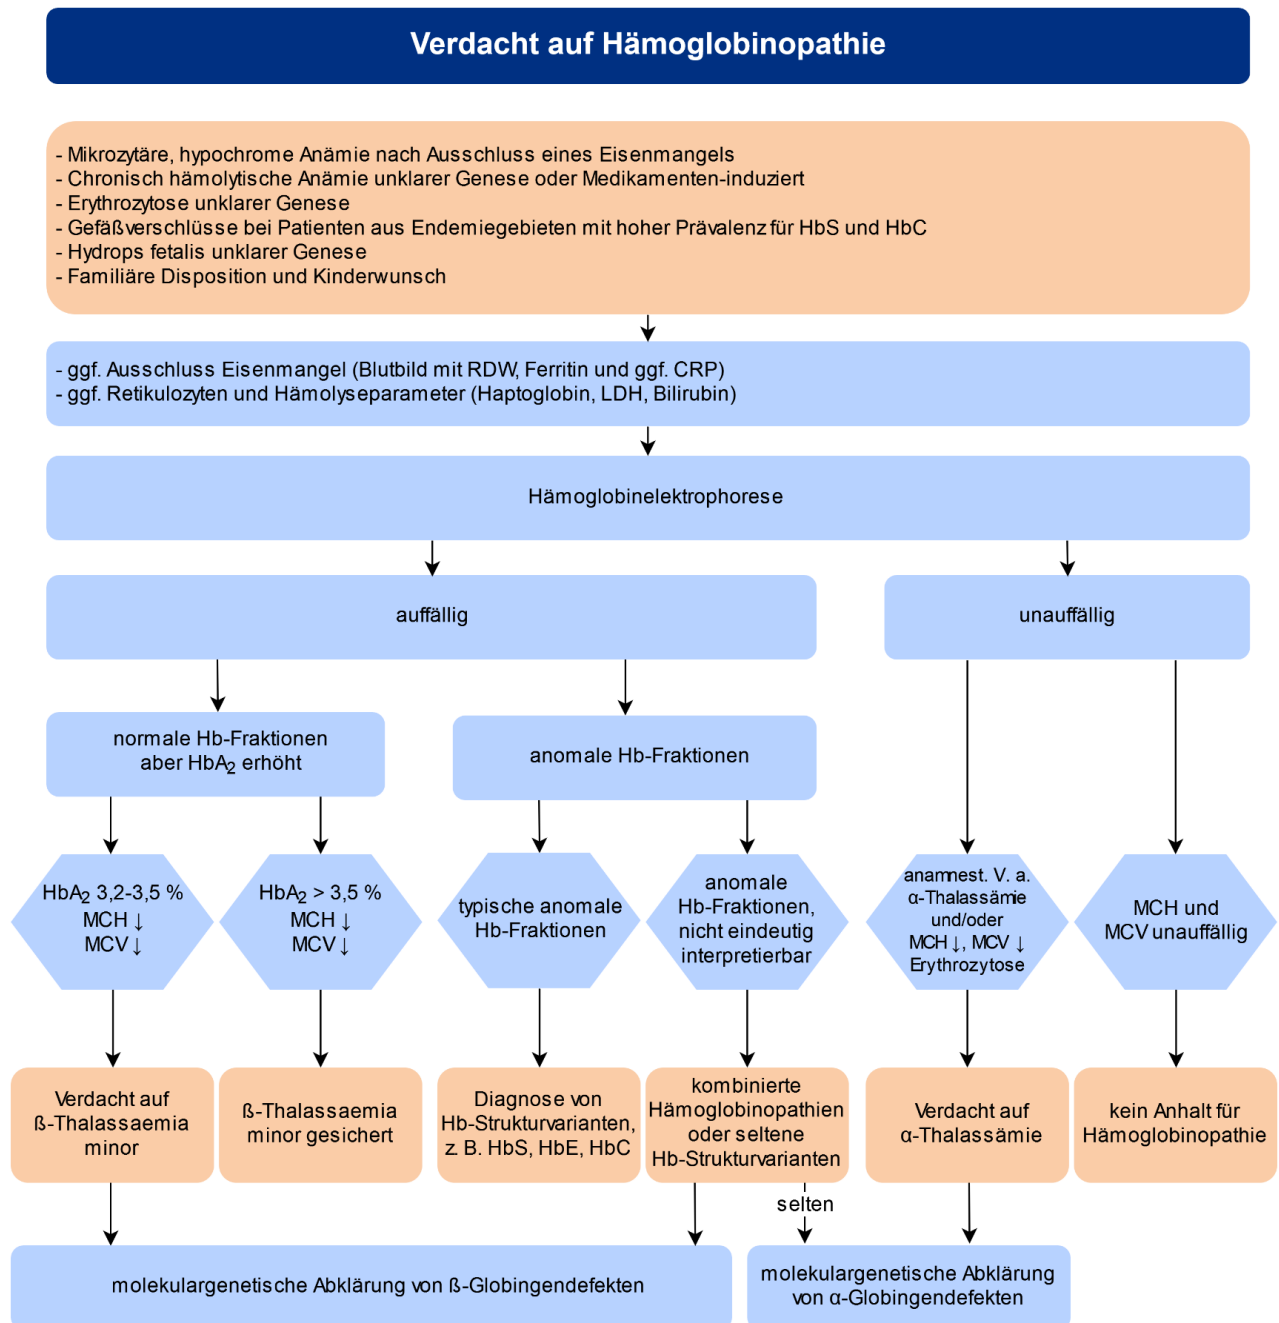 Verdacht auf Hämoglobinopathie
- Mikrozytäre, hypochrome Anämie nach Ausschluss eines Eisenmangels
- Chronisch hämolytische Anämie unklarer Genese oder Medikamenten-induziert
- Erythrozytose unklarer Genese
- Gefäßverschlüsse bei Patienten aus Endemiegebieten mit hoher Prävalenz für HbS und HbC
- Hydrops fetalis unklarer Genese
- Familiäre Disposition und Kinderwunsch
- ggf. Ausschluss Eisenmangel (Blutbild mit RDW, Ferritin und ggf. CRP)
- ggf. Retikulozyten und Hämolyseparameter (Haptoglobin, LDH, Bilirubin)
Hämoglobinelektrophorese
auffällig
unauffällig
normale Hb-Fraktionen
aber HbA₂ erhöht
anomale Hb-Fraktionen
HbA₂ 3,2-3,5 %
MCH ↓
MCV ↓
HbA₂ > 3,5 %
MCH ↓
MCV ↓
typische anomale
Hb-Fraktionen
anomale
Hb-Fraktionen,
nicht eindeutig
interpretierbar
anamnest. V. a.
α-Thalassämie
und/oder
MCH ↓, MCV ↓
Erythrozytose
MCH und
MCV unauffällig
Verdacht auf
ß-Thalassaemia
minor
ß-Thalassaemia
minor gesichert
Diagnose von
Hb-Strukturvarianten,
z. B. HbS, HbE, HbC
kombinierte
Hämoglobinopathien
oder seltene
Hb-Strukturvarianten
Verdacht auf
α-Thalassämie
kein Anhalt für
Hämoglobinopathie
selten
molekulargenetische Abklärung von ß-Globingendefekten
molekulargenetische Abklärung
von α-Globingendefekten